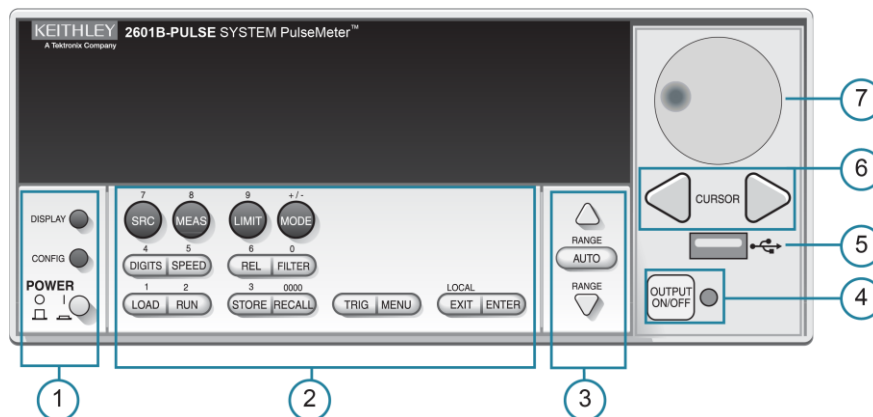 KEITHLEY 2601B-PULSE SYSTEM PulseMeter™
A Tektronix Company
7 8 9 +/-
DISPLAY SRC MEAS LIMIT MODE
4 5 6 0
CONFIG DIGITS SPEED REL FILTER
POWER
1 2 3 0000 LOCAL
LOAD RUN STORE RECALL TRIG MENU EXIT ENTER
RANGE
AUTO
RANGE
CURSOR
OUTPUT
ON/OFF
7
6
5
4
1
2
3